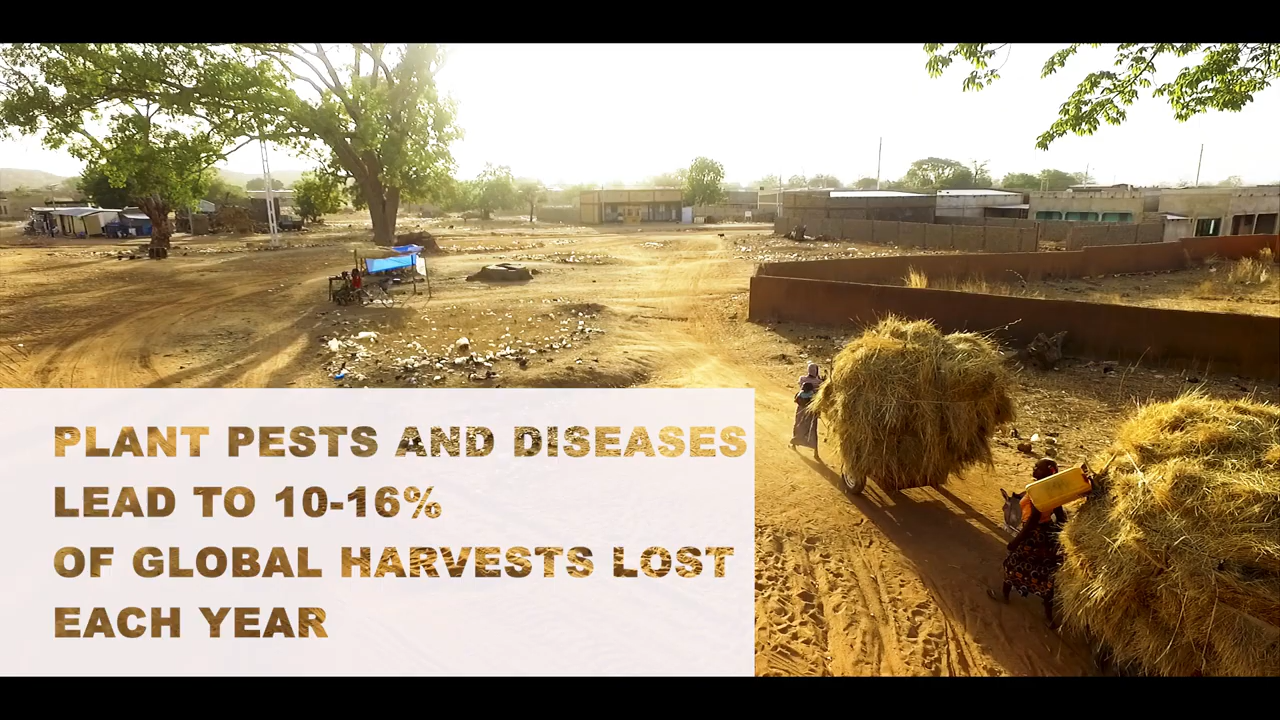 PLANT PESTS AND DISEASES
LEAD TO 10-16%
OF GLOBAL HARVESTS LOST
EACH YEAR